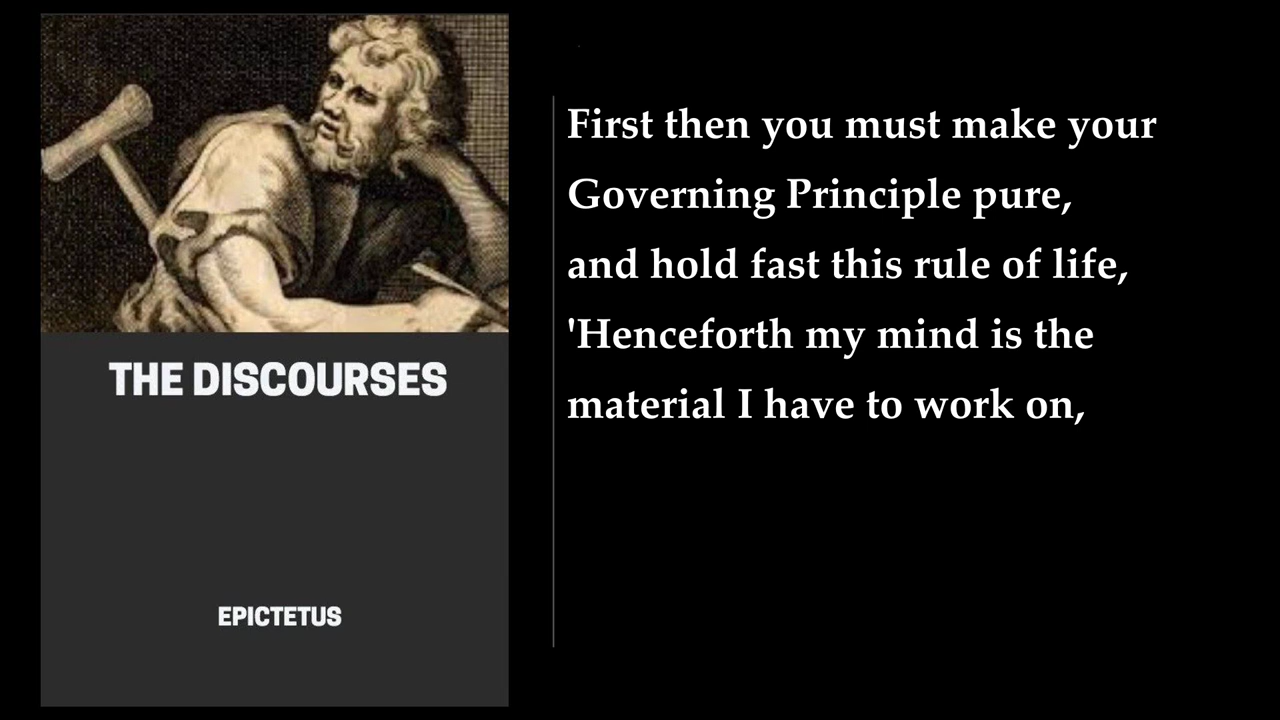 THE DISCOURSES
EPICTETUS
First then you must make your
Governing Principle pure,
and hold fast this rule of life,
'Henceforth my mind is the
material I have to work on,